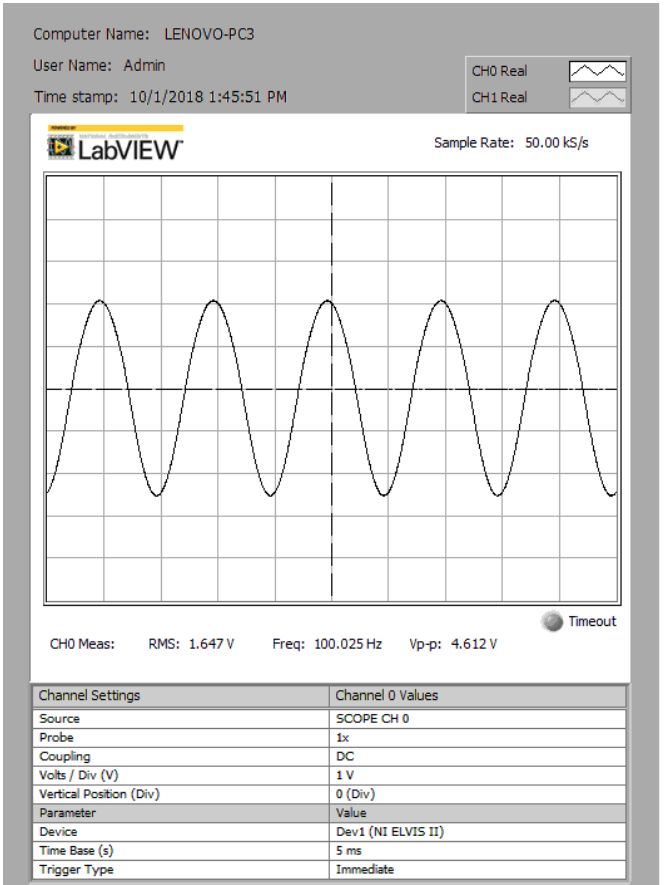 Computer Name: LENOVO-PC3
User Name: Admin
CH0 Real
Time stamp: 10/1/2018 1:45:51 PM
CH1 Real
POWERED BY
NATIONAL INSTRUMENTS
LabVIEW™
Sample Rate: 50.00 kS/s
Timeout
CH0 Meas: RMS: 1.647 V Freq: 100.025 Hz Vp-p: 4.612 V
Channel Settings Channel 0 Values
Source SCOPE CH 0
Probe 1x
Coupling DC
Volts / Div (V) 1 V
Vertical Position (Div) 0 (Div)
Parameter Value
Device Dev1 (NI ELVIS II)
Time Base (s) 5 ms
Trigger Type Immediate